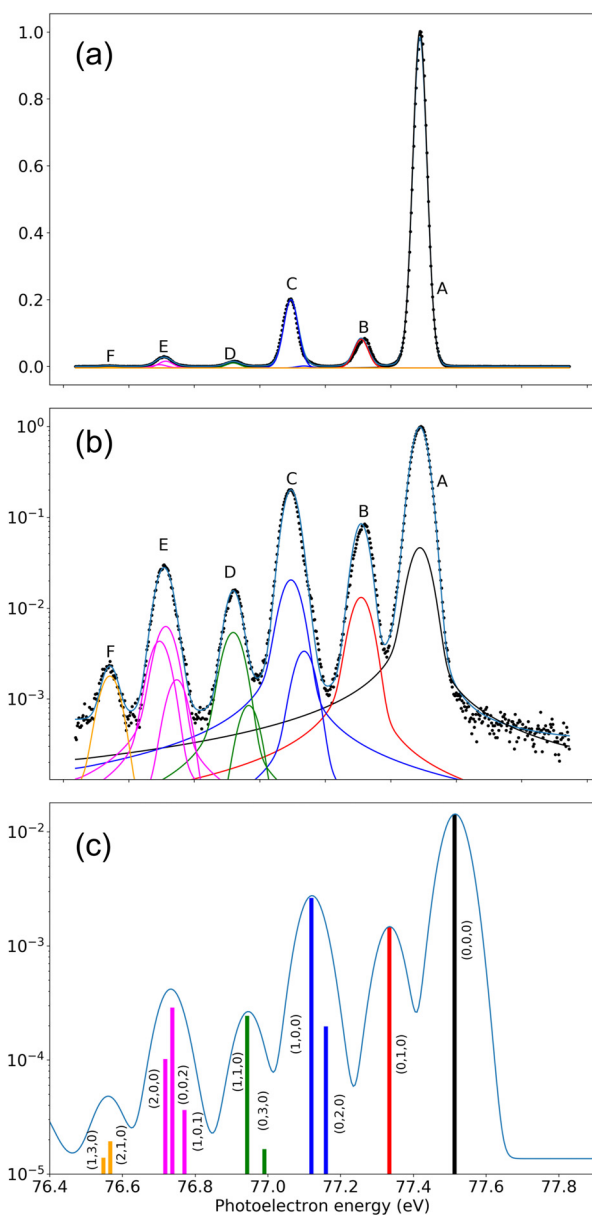 (a)
1.0
0.8
0.6
0.4
0.2
0.0
F
E
D
C
B
A
(b)
10⁰
10⁻¹
10⁻²
10⁻³
F
E
D
C
B
A
(c)
10⁻²
10⁻³
10⁻⁴
10⁻⁵
(1,3,0)
(2,1,0)
(2,0,0)
(0,0,2)
(1,0,1)
(1,1,0)
(0,3,0)
(1,0,0)
(0,2,0)
(0,1,0)
(0,0,0)
76.4 76.6 76.8 77.0 77.2 77.4 77.6 77.8
Photoelectron energy (eV)